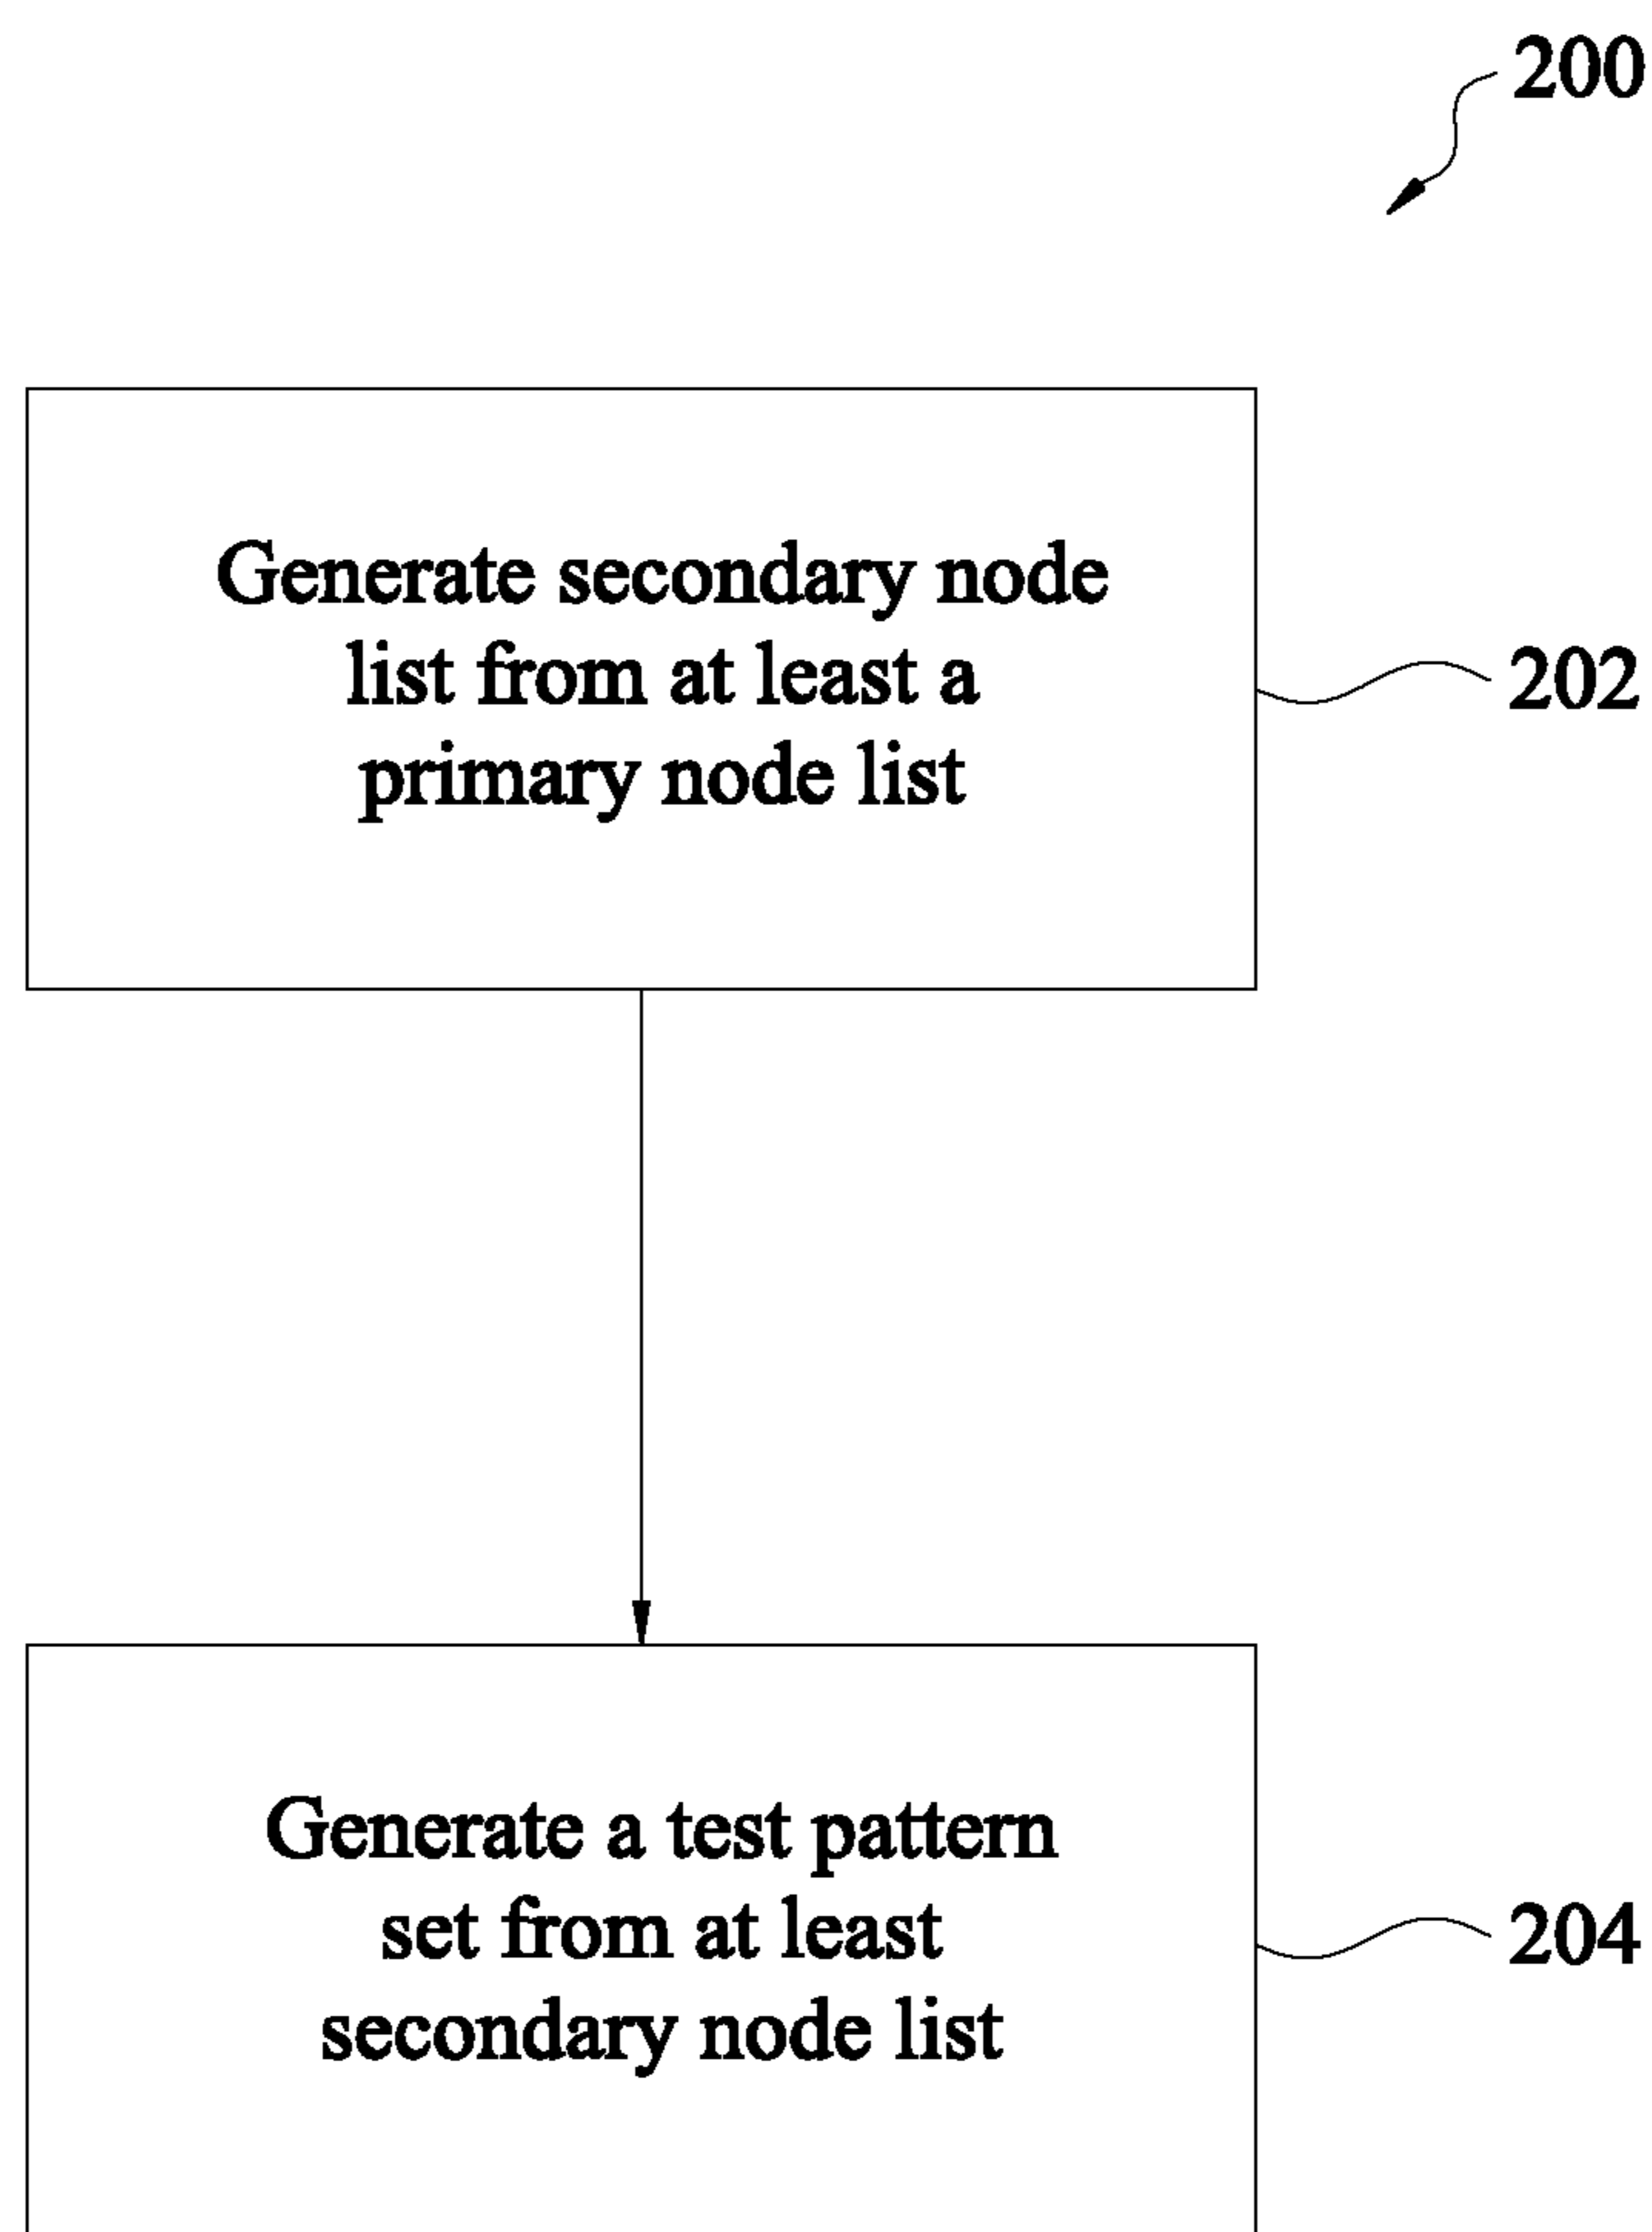 200
Generate secondary node
list from at least a
primary node list
202
Generate a test pattern
set from at least
secondary node list
204